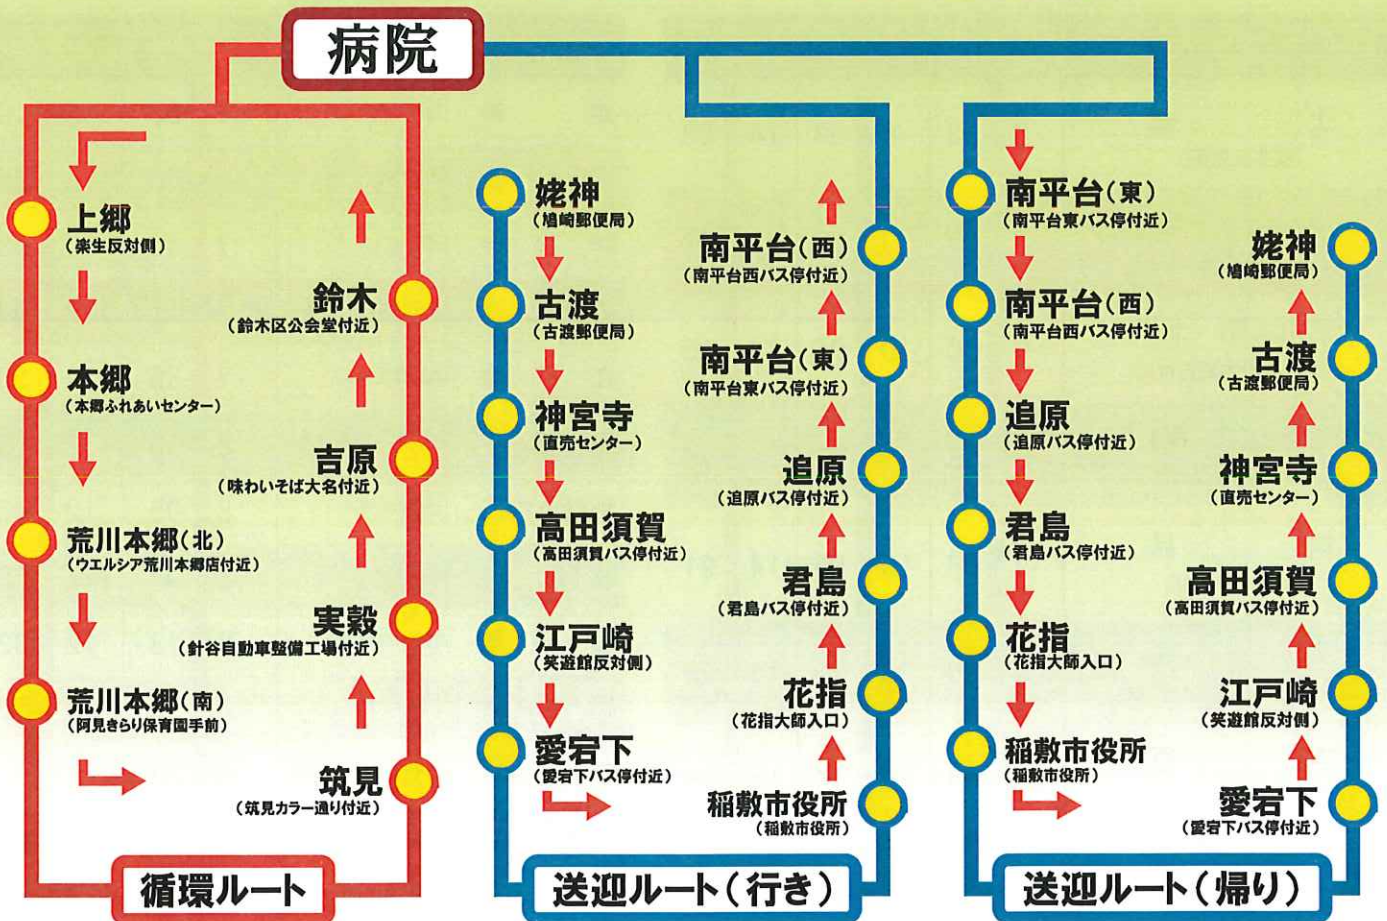 病院
上郷
(楽生反対側)
本郷
(本郷ふれあいセンター)
荒川本郷(北)
(ウエルシア荒川本郷店付近)
荒川本郷(南)
(阿見きらり保育園手前)
筑見
(筑見カラー通り付近)
実穀
(針谷自動車整備工場付近)
吉原
(味わいそば大名付近)
鈴木
(鈴木区公会堂付近)
循環ルート
姥神
(鳩崎郵便局)
古渡
(古渡郵便局)
神宮寺
(直売センター)
高田須賀
(高田須賀バス停付近)
江戸崎
(笑遊館反対側)
愛宕下
(愛宕下バス停付近)
稲敷市役所
(稲敷市役所)
花指
(花指大師入口)
君島
(君島バス停付近)
追原
(追原バス停付近)
南平台(東)
(南平台東バス停付近)
南平台(西)
(南平台西バス停付近)
送迎ルート(行き)
南平台(東)
(南平台東バス停付近)
南平台(西)
(南平台西バス停付近)
追原
(追原バス停付近)
君島
(君島バス停付近)
花指
(花指大師入口)
稲敷市役所
(稲敷市役所)
愛宕下
(愛宕下バス停付近)
江戸崎
(笑遊館反対側)
高田須賀
(高田須賀バス停付近)
神宮寺
(直売センター)
古渡
(古渡郵便局)
姥神
(鳩崎郵便局)
送迎ルート(帰り)